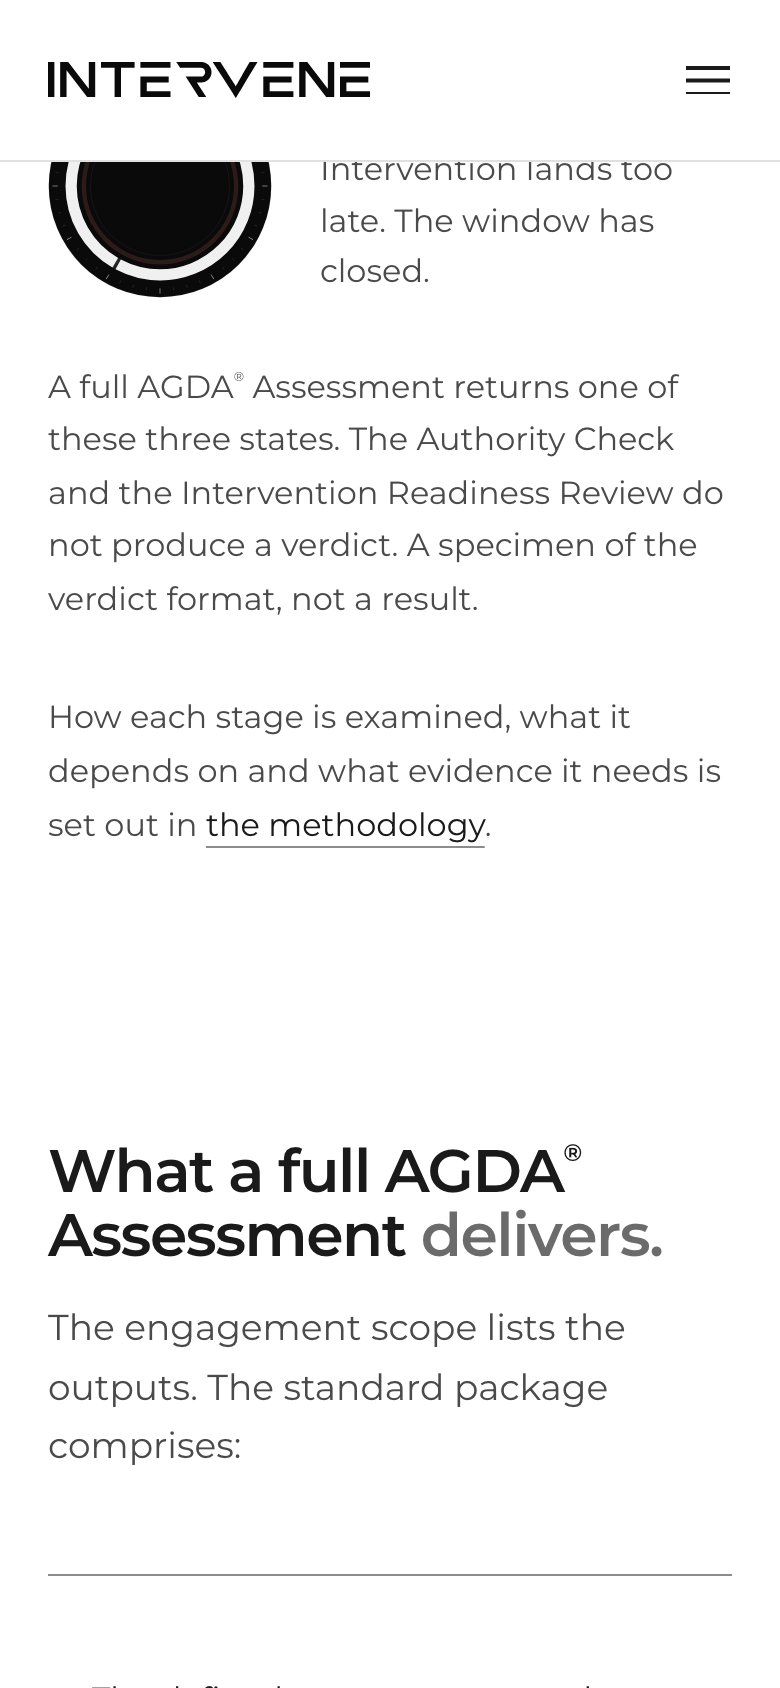 INTERVENE
Intervention lands too
late. The window has
closed.
A full AGDA® Assessment returns one of
these three states. The Authority Check
and the Intervention Readiness Review do
not produce a verdict. A specimen of the
verdict format, not a result.
How each stage is examined, what it
depends on and what evidence it needs is
set out in the methodology.
What a full AGDA®
Assessment delivers.
The engagement scope lists the
outputs. The standard package
comprises: